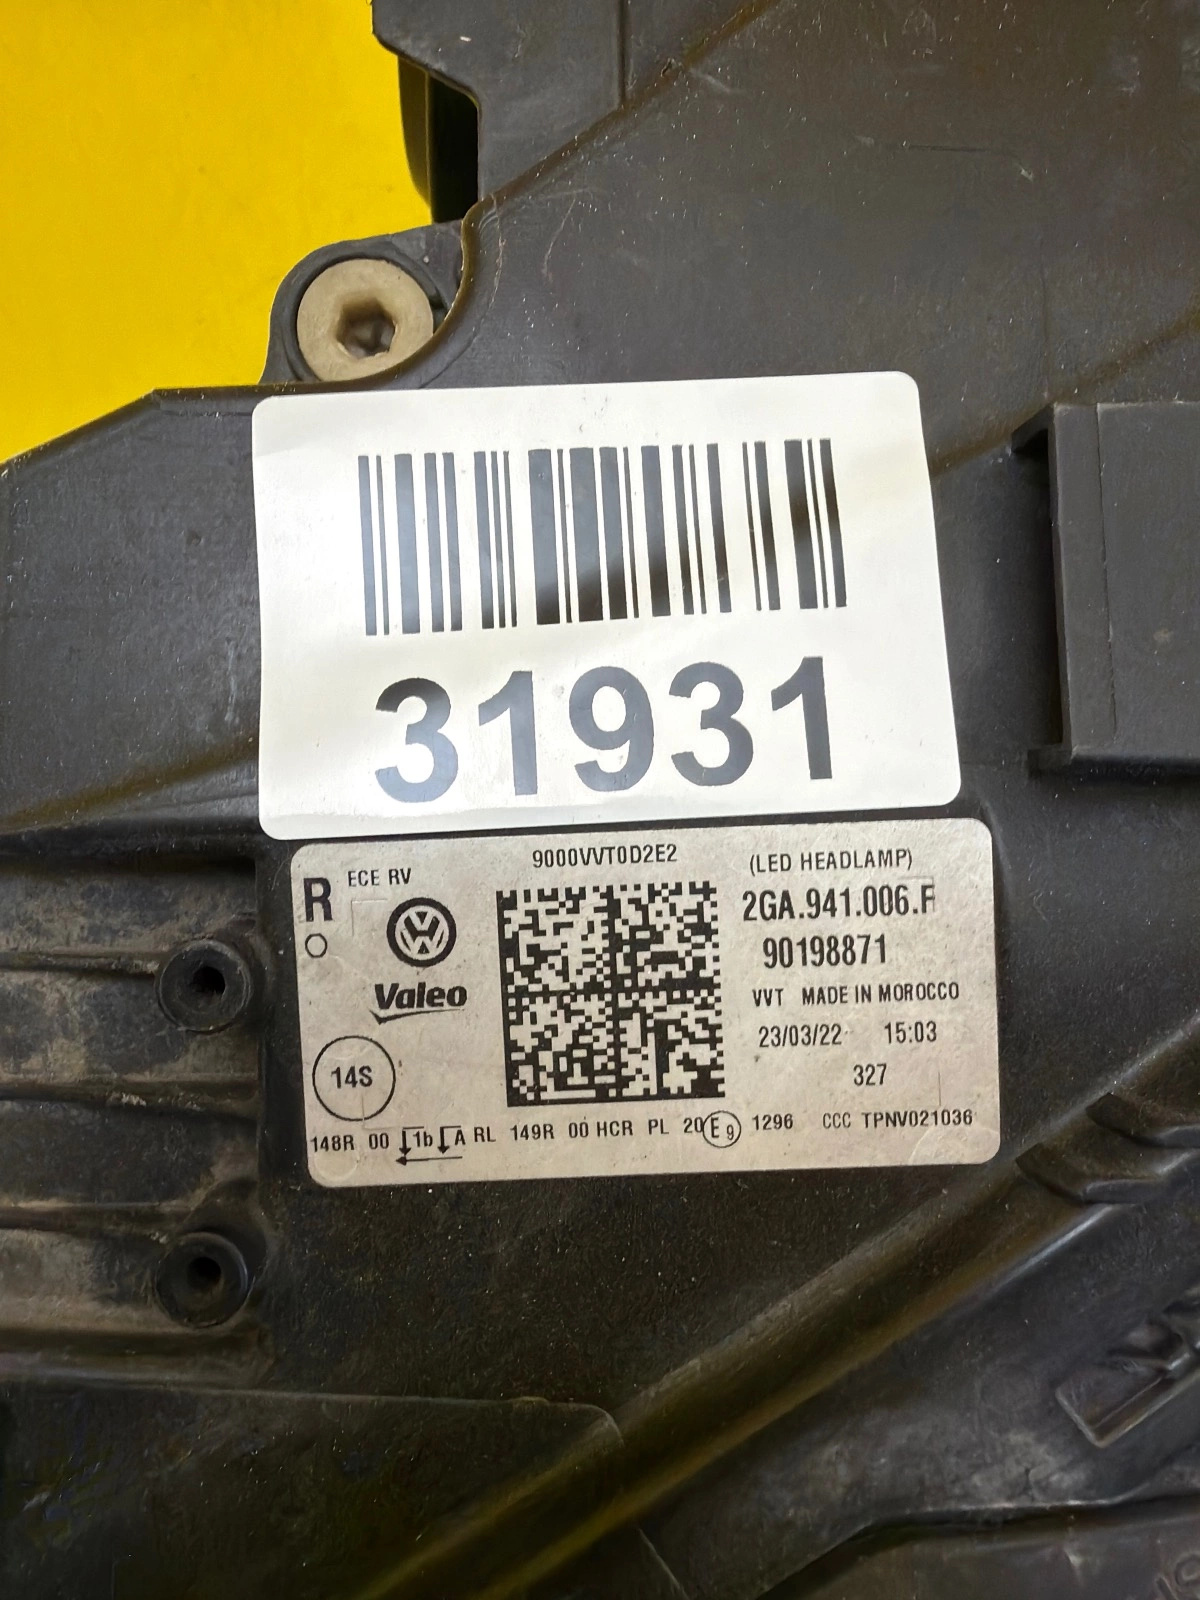 31931
9000VVT0D2E2
(LED HEADLAMP)
R
ECE RV
2GA.941.006.F
90198871
Valeo
VVT MADE IN MOROCCO
23/03/22 15:03
14S
327
148R 00 1b A RL 149R 00 HCR PL 20 E9 1296 CCC TPNV021036